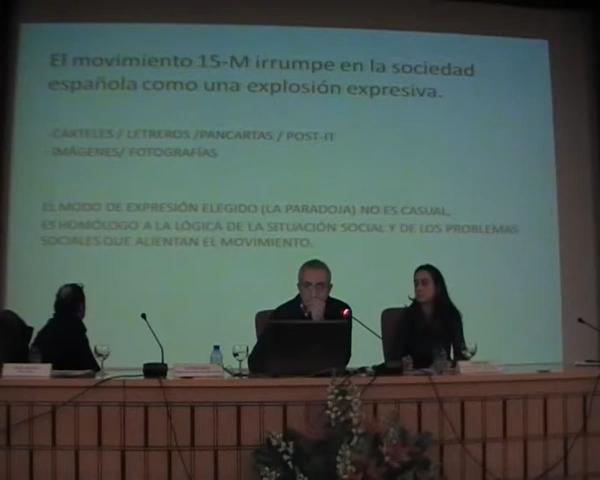 El movimiento 15-M irrumpe en la sociedad
española como una explosión expresiva.
- CARTELES / LETREROS /PANCARTAS / POST-IT
- IMÁGENES/ FOTOGRAFÍAS
EL MODO DE EXPRESIÓN ELEGIDO (LA PARADOJA) NO ES CASUAL,
ES HOMÓLOGO A LA LÓGICA DE LA SITUACIÓN SOCIAL Y DE LOS PROBLEMAS
SOCIALES QUE ALIENTAN EL MOVIMIENTO.